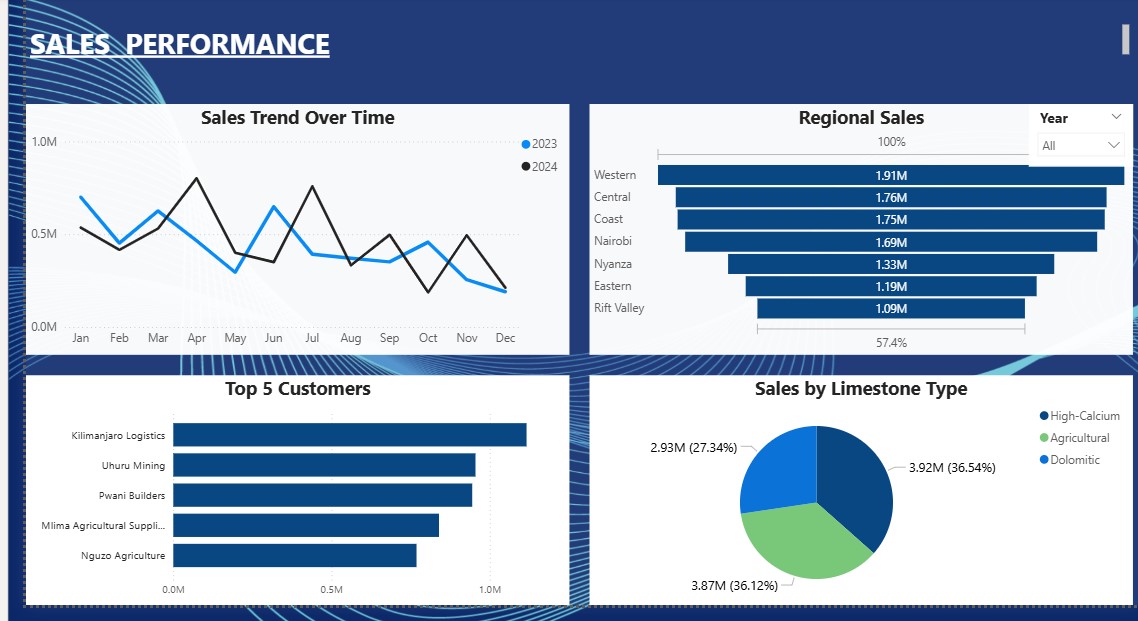 SALES PERFORMANCE
Sales Trend Over Time
1.0M
2023
2024
0.5M
0.0M
Jan Feb Mar Apr May Jun Jul Aug Sep Oct Nov Dec
Regional Sales
Year
All
100%
Western 1.91M
Central 1.76M
Coast 1.75M
Nairobi 1.69M
Nyanza 1.33M
Eastern 1.19M
Rift Valley 1.09M
57.4%
Top 5 Customers
Kilimanjaro Logistics
Uhuru Mining
Pwani Builders
Mlima Agricultural Suppli...
Nguzo Agriculture
0.0M 0.5M 1.0M
Sales by Limestone Type
High-Calcium
Agricultural
Dolomitic
2.93M (27.34%)
3.92M (36.54%)
3.87M (36.12%)